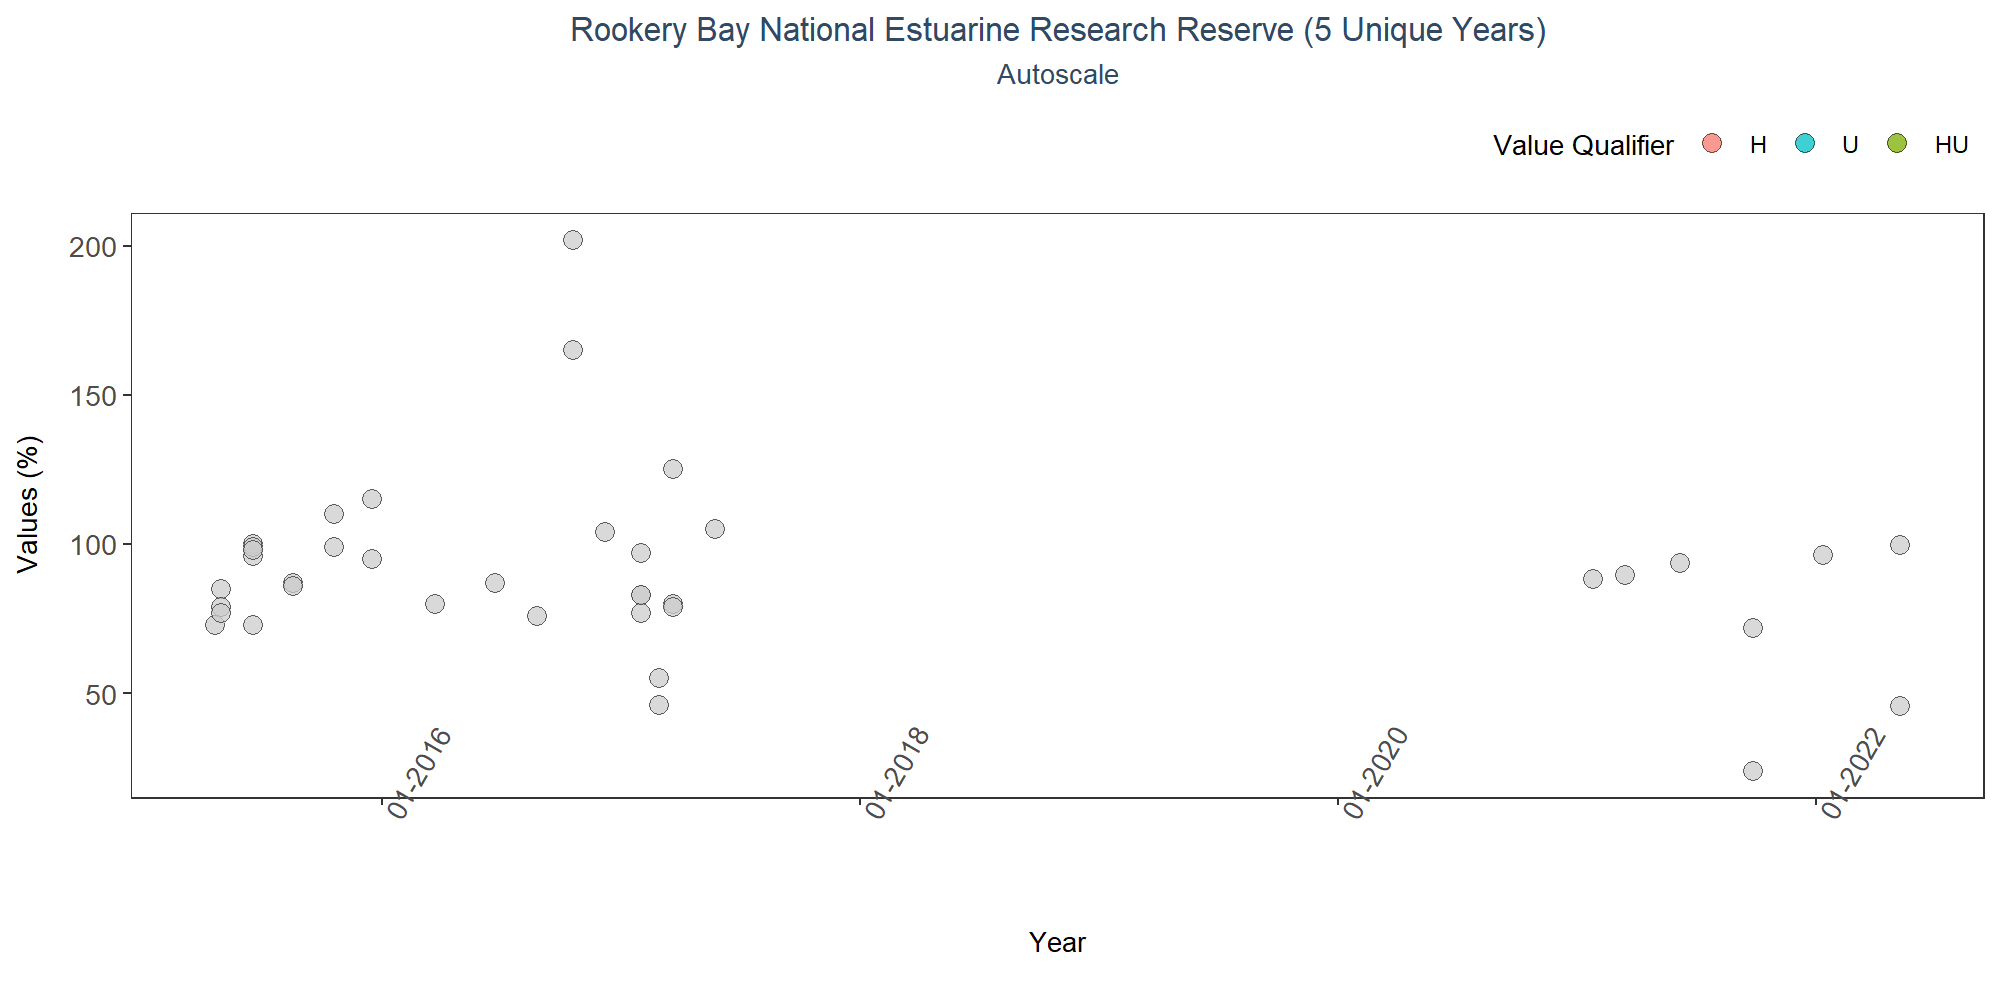 Rookery Bay National Estuarine Research Reserve (5 Unique Years)
Autoscale
Value Qualifier H U HU
Values (%)
200
150
100
50
01-2016 01-2018 01-2020 01-2022
Year